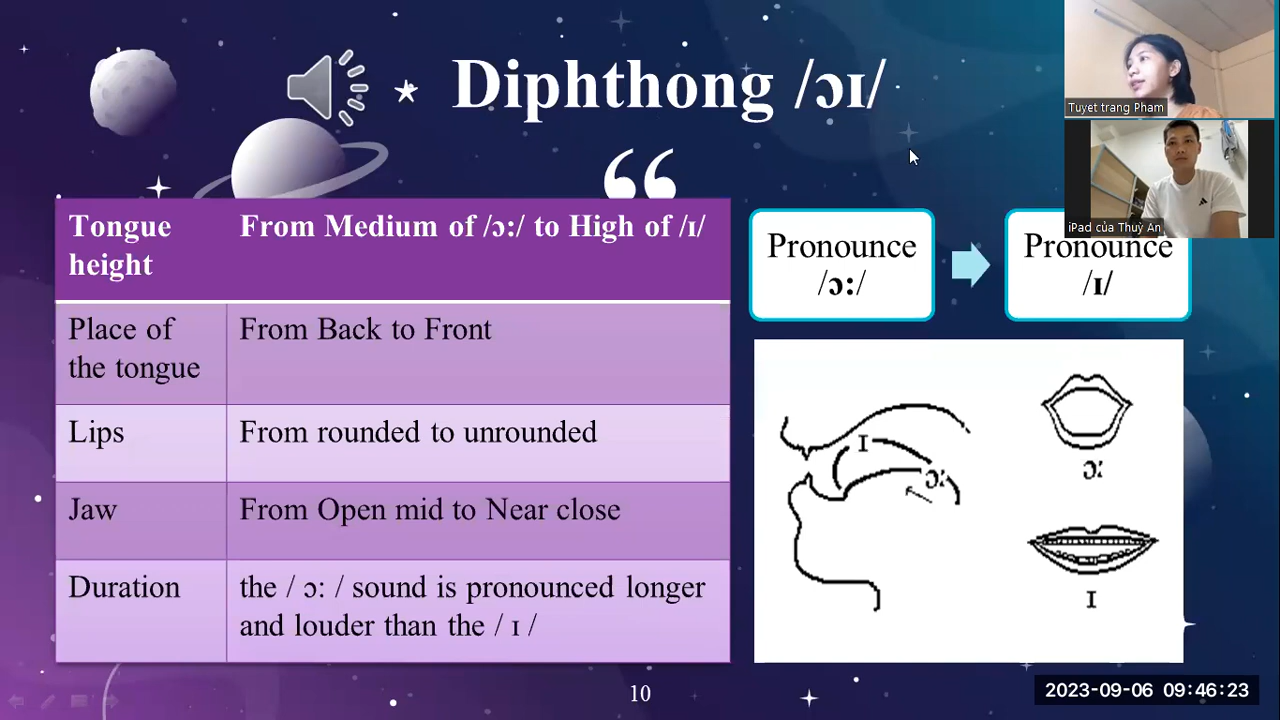 Diphthong /ɔɪ/
“
Tuyet trang Pham
iPad của Thuỳ An
Tongue height
From Medium of /ɔ:/ to High of /ɪ/
Place of the tongue
From Back to Front
Lips
From rounded to unrounded
Jaw
From Open mid to Near close
Duration
the / ɔ: / sound is pronounced longer
and louder than the / ɪ /
Pronounce
/ɔ:/
Pronounce
/ɪ/
ɪ
ɔ:
ɔ:
ɪ
10
2023-09-06 09:46:23